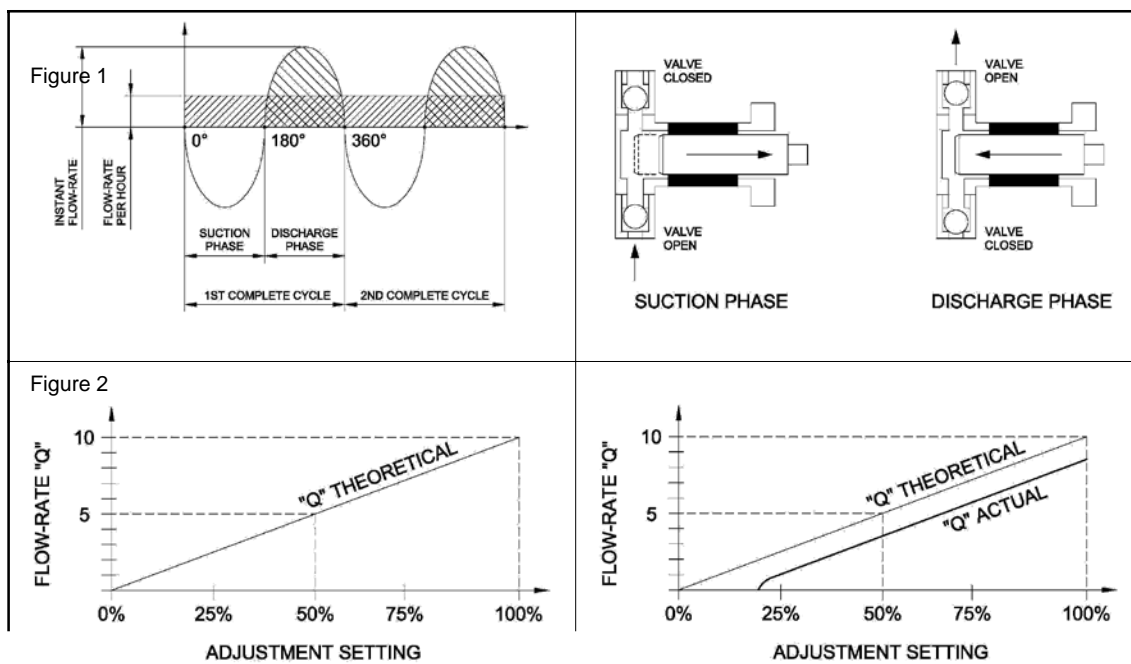 Figure 1
INSTANT
FLOW-RATE
FLOW-RATE
PER HOUR
0°
180°
360°
SUCTION
PHASE
DISCHARGE
PHASE
1ST COMPLETE CYCLE
2ND COMPLETE CYCLE
VALVE
CLOSED
VALVE
OPEN
SUCTION PHASE
VALVE
OPEN
VALVE
CLOSED
DISCHARGE PHASE
Figure 2
FLOW-RATE "Q"
10
5
"Q" THEORETICAL
0%
25%
50%
75%
100%
ADJUSTMENT SETTING
FLOW-RATE "Q"
10
5
"Q" THEORETICAL
"Q" ACTUAL
0%
25%
50%
75%
100%
ADJUSTMENT SETTING